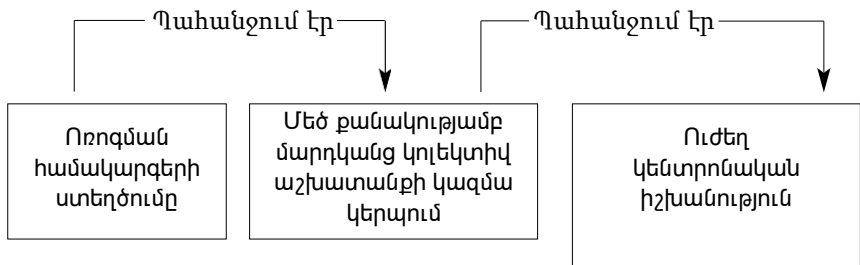 Պահանջում էր
Պահանջում էր
Ոռոգման
համակարգերի
ստեղծումը
Մեծ քանակությամբ
մարդկանց կոլեկտիվ
աշխատանքի կազմա
կերպում
Ուժեղ
կենտրոնական
իշխանություն